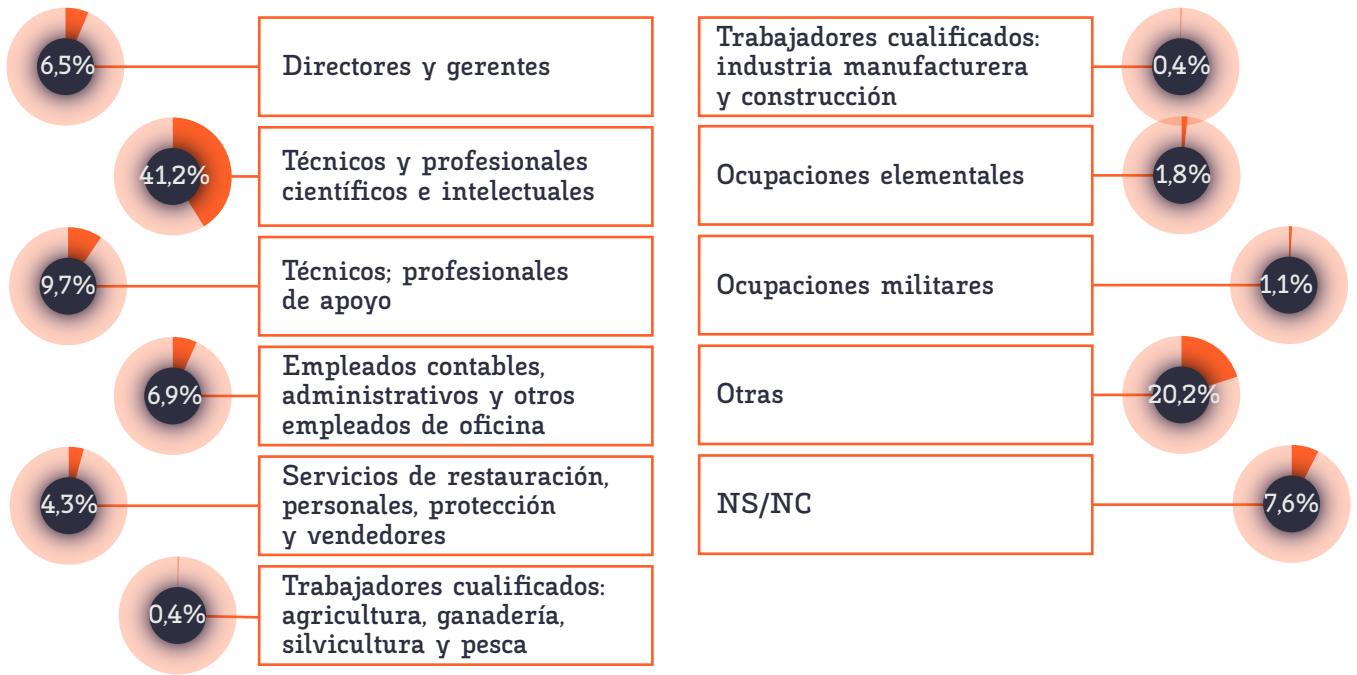 6,5%
Directores y gerentes
41,2%
Técnicos y profesionales
científicos e intelectuales
9,7%
Técnicos; profesionales
de apoyo
6,9%
Empleados contables,
administrativos y otros
empleados de oficina
4,3%
Servicios de restauración,
personales, protección
y vendedores
0,4%
Trabajadores cualificados:
agricultura, ganadería,
silvicultura y pesca
Trabajadores cualificados:
industria manufacturera
y construcción
0,4%
Ocupaciones elementales
1,8%
Ocupaciones militares
1,1%
Otras
20,2%
NS/NC
7,6%